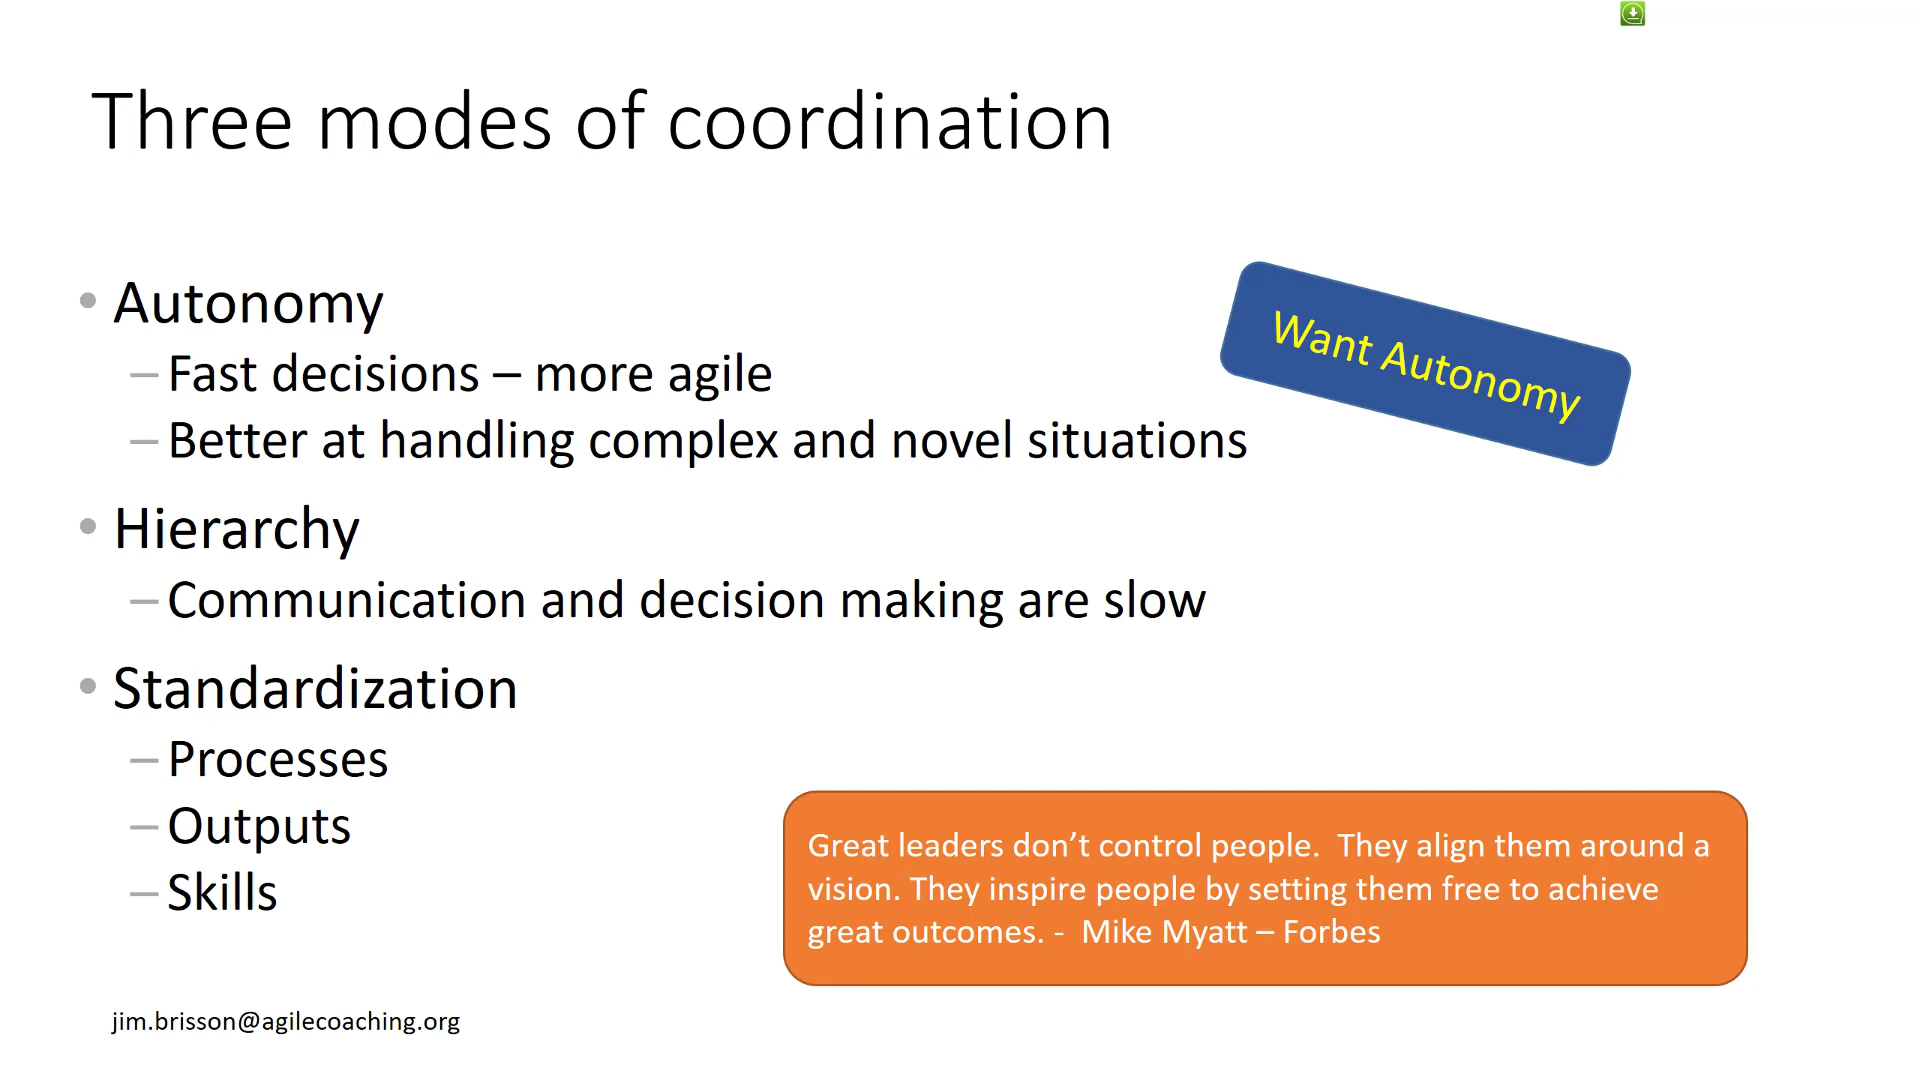 Three modes of coordination
• Autonomy
– Fast decisions – more agile
– Better at handling complex and novel situations
Want Autonomy
• Hierarchy
– Communication and decision making are slow
• Standardization
– Processes
– Outputs
– Skills
Great leaders don’t control people.  They align them around a
vision. They inspire people by setting them free to achieve
great outcomes. -  Mike Myatt – Forbes
jim.brisson@agilecoaching.org